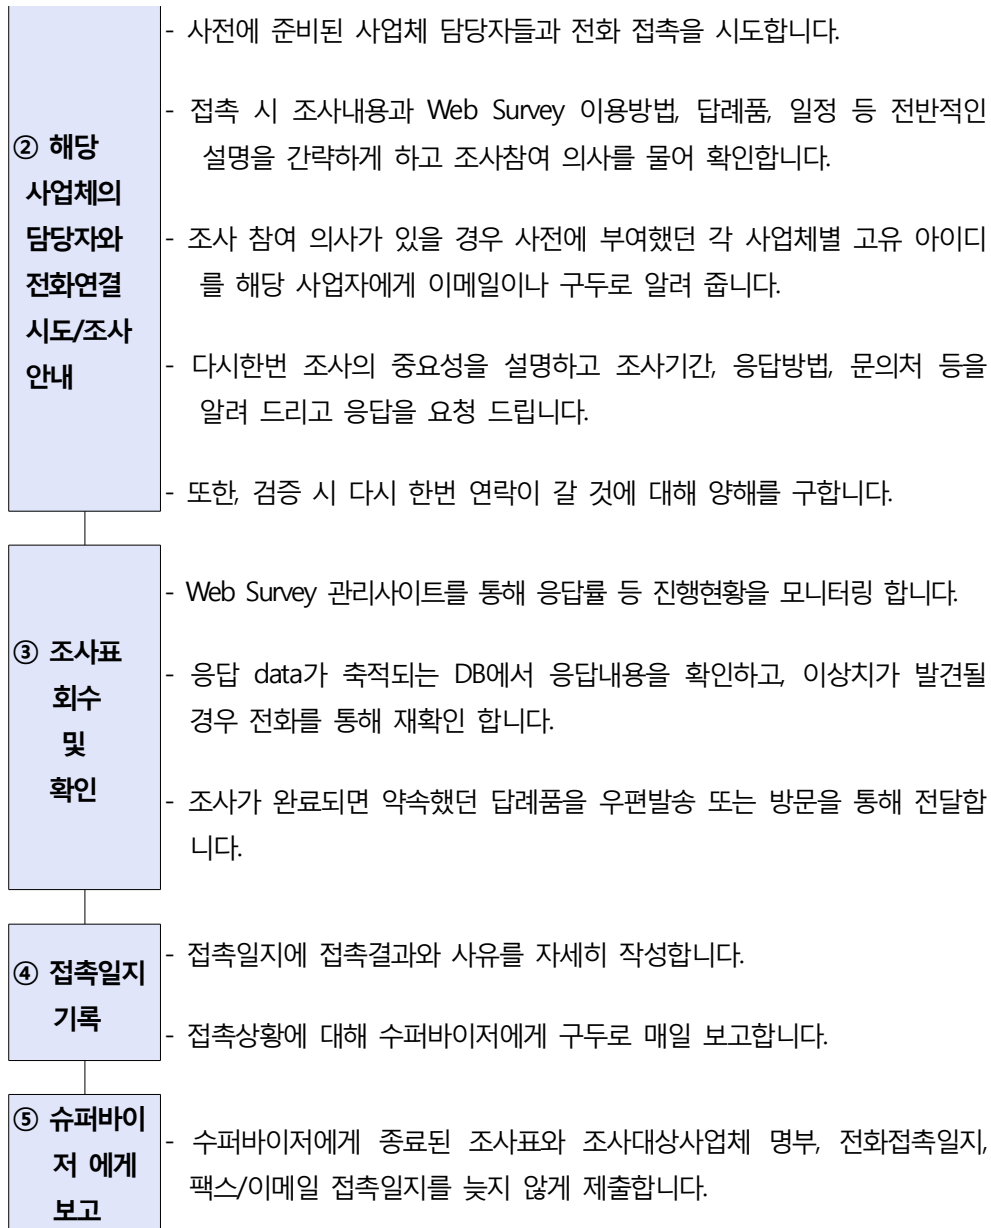 ② 해당
사업체의
담당자와
전화연결
시도/조사
안내
- 사전에 준비된 사업체 담당자들과 전화 접촉을 시도합니다.
- 접촉 시 조사내용과 Web Survey 이용방법, 답례품, 일정 등 전반적인
설명을 간략하게 하고 조사참여 의사를 물어 확인합니다.
- 조사 참여 의사가 있을 경우 사전에 부여했던 각 사업체별 고유 아이디
를 해당 사업자에게 이메일이나 구두로 알려 줍니다.
- 다시한번 조사의 중요성을 설명하고 조사기간, 응답방법, 문의처 등을
알려 드리고 응답을 요청 드립니다.
- 또한, 검증 시 다시 한번 연락이 갈 것에 대해 양해를 구합니다.
③ 조사표
회수
및
확인
- Web Survey 관리사이트를 통해 응답률 등 진행현황을 모니터링 합니다.
- 응답 data가 축적되는 DB에서 응답내용을 확인하고, 이상치가 발견될
경우 전화를 통해 재확인 합니다.
- 조사가 완료되면 약속했던 답례품을 우편발송 또는 방문을 통해 전달합
니다.
④ 접촉일지
기록
- 접촉일지에 접촉결과와 사유를 자세히 작성합니다.
- 접촉상황에 대해 수퍼바이저에게 구두로 매일 보고합니다.
⑤ 슈퍼바이
저 에게
보고
- 수퍼바이저에게 종료된 조사표와 조사대상사업체 명부, 전화접촉일지,
팩스/이메일 접촉일지를 늦지 않게 제출합니다.